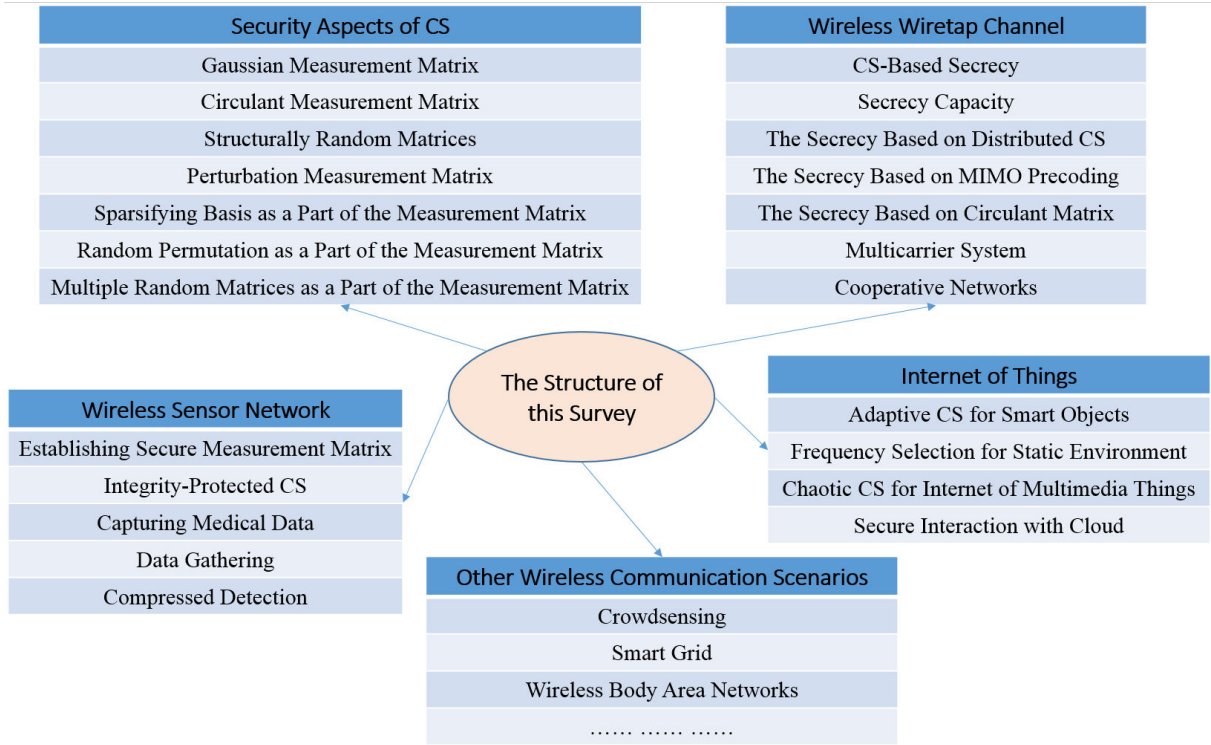 Security Aspects of CS
Gaussian Measurement Matrix
Circulant Measurement Matrix
Structurally Random Matrices
Perturbation Measurement Matrix
Sparsifying Basis as a Part of the Measurement Matrix
Random Permutation as a Part of the Measurement Matrix
Multiple Random Matrices as a Part of the Measurement Matrix
Wireless Wiretap Channel
CS-Based Secrecy
Secrecy Capacity
The Secrecy Based on Distributed CS
The Secrecy Based on MIMO Precoding
The Secrecy Based on Circulant Matrix
Multicarrier System
Cooperative Networks
The Structure of
this Survey
Wireless Sensor Network
Establishing Secure Measurement Matrix
Integrity-Protected CS
Capturing Medical Data
Data Gathering
Compressed Detection
Internet of Things
Adaptive CS for Smart Objects
Frequency Selection for Static Environment
Chaotic CS for Internet of Multimedia Things
Secure Interaction with Cloud
Other Wireless Communication Scenarios
Crowdsensing
Smart Grid
Wireless Body Area Networks
…… …… ……